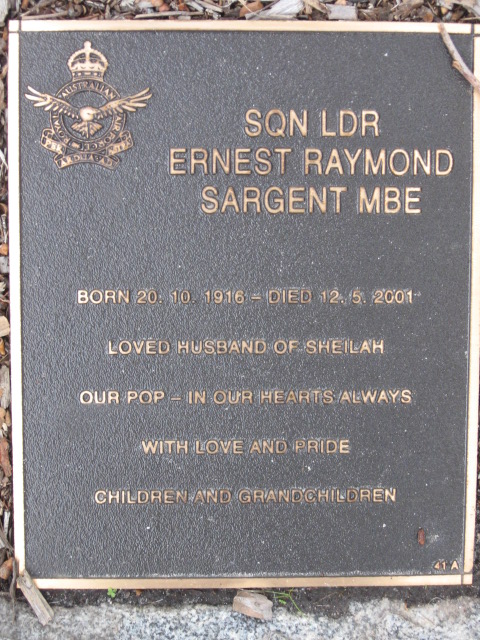 SQN LDR
ERNEST RAYMOND
SARGENT MBE
BORN 20. 10. 1916 – DIED 12. 5. 2001
LOVED HUSBAND OF SHEILAH
OUR POP – IN OUR HEARTS ALWAYS
WITH LOVE AND PRIDE
CHILDREN AND GRANDCHILDREN
41 A